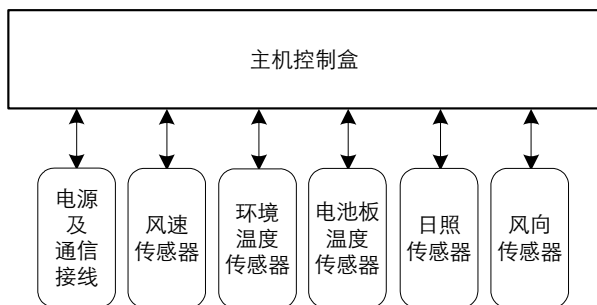 主机控制盒
电源
及
通信
接线
风速
传感器
环境
温度
传感器
电池板
温度
传感器
日照
传感器
风向
传感器